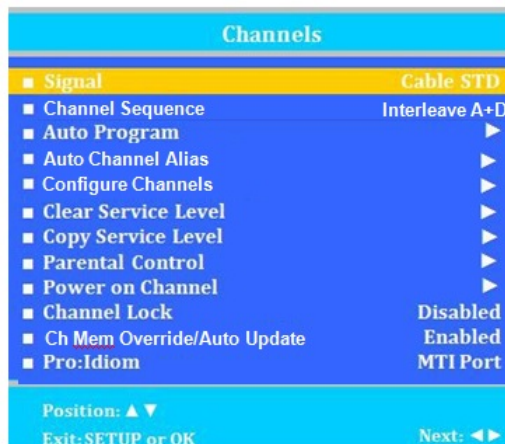 Channels
Signal Cable STD
Channel Sequence Interleave A+D
Auto Program ▶
Auto Channel Alias ▶
Configure Channels ▶
Clear Service Level ▶
Copy Service Level ▶
Parental Control ▶
Power on Channel ▶
Channel Lock Disabled
Ch Mem Override/Auto Update Enabled
Pro:Idiom MTI Port
Position: ▲ ▼
Exit: SETUP or OK Next: ◀▶